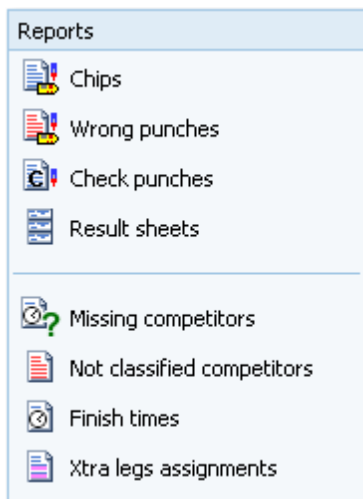 Reports
Chips
Wrong punches
Check punches
Result sheets
Missing competitors
Not classified competitors
Finish times
Xtra legs assignments